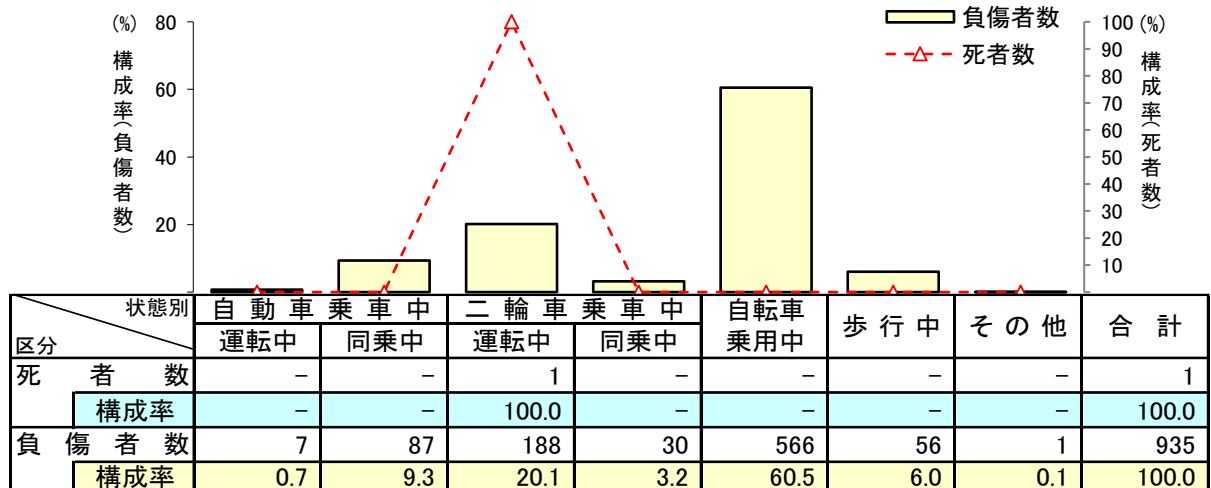 (%) 80 負傷者数 100 (%)
死者数 90
構成率(負傷者数) 60 80 構成率(死者数)
70
60
40 50
40
20 30
20
10
状態別 自動車乗車中 二輪車乗車中 自転車乗用中 歩行中 その他 合計
区分 運転中 同乗中 運転中 同乗中
死者数 － － 1 － － － － 1
構成率 － － 100.0 － － － － 100.0
負傷者数 7 87 188 30 566 56 1 935
構成率 0.7 9.3 20.1 3.2 60.5 6.0 0.1 100.0